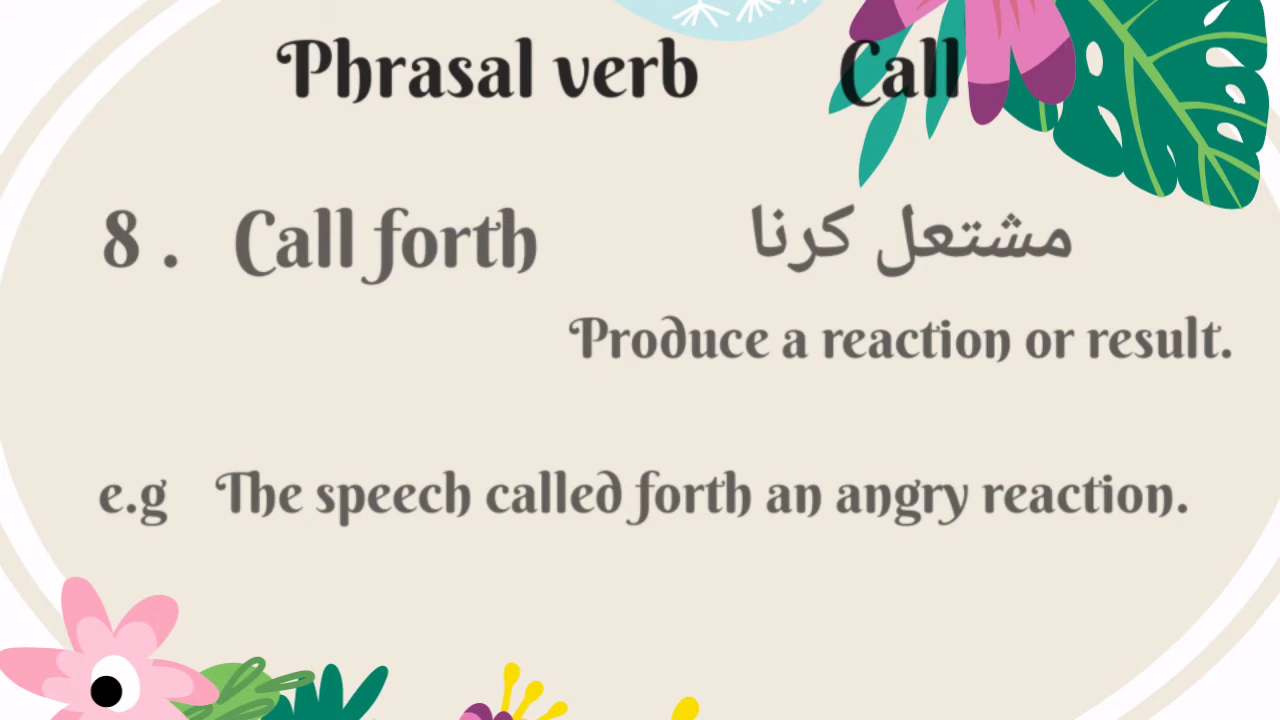 Phrasal verb Call
8 . Call forth مشتعل کرنا
Produce a reaction or result.
e.g The speech called forth an angry reaction.